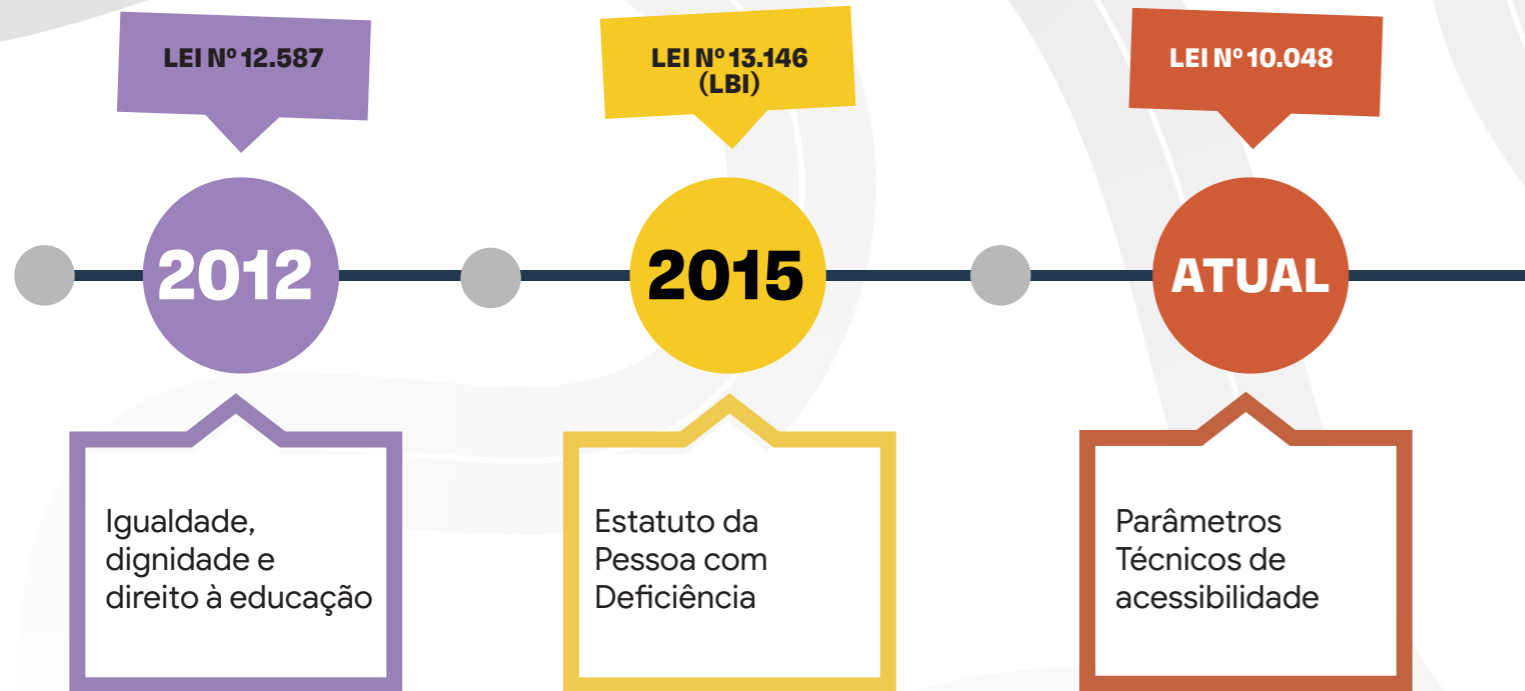 LEI Nº 12.587
LEI Nº 13.146
(LBI)
LEI Nº 10.048
2012
2015
ATUAL
Igualdade,
dignidade e
direito à educação
Estatuto da
Pessoa com
Deficiência
Parâmetros
Técnicos de
acessibilidade